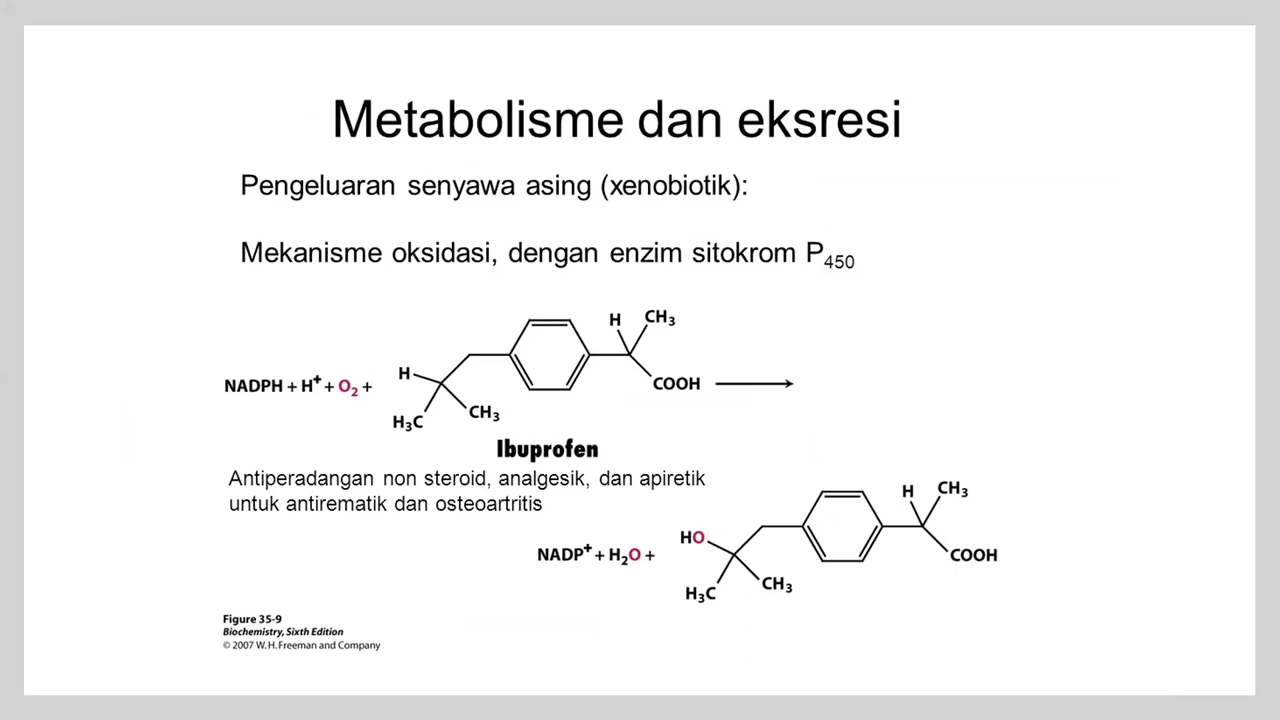 Metabolisme dan eksresi
Pengeluaran senyawa asing (xenobiotik):
Mekanisme oksidasi, dengan enzim sitokrom P450
H CH3
NADPH + H+ + O2 + H COOH
H3C CH3
Ibuprofen
Antiperadangan non steroid, analgesik, dan apiretik
untuk antirematik dan osteoartritis
H CH3
NADP+ + H2O + HO COOH
H3C CH3
Figure 35-9
Biochemistry, Sixth Edition
© 2007 W. H. Freeman and Company